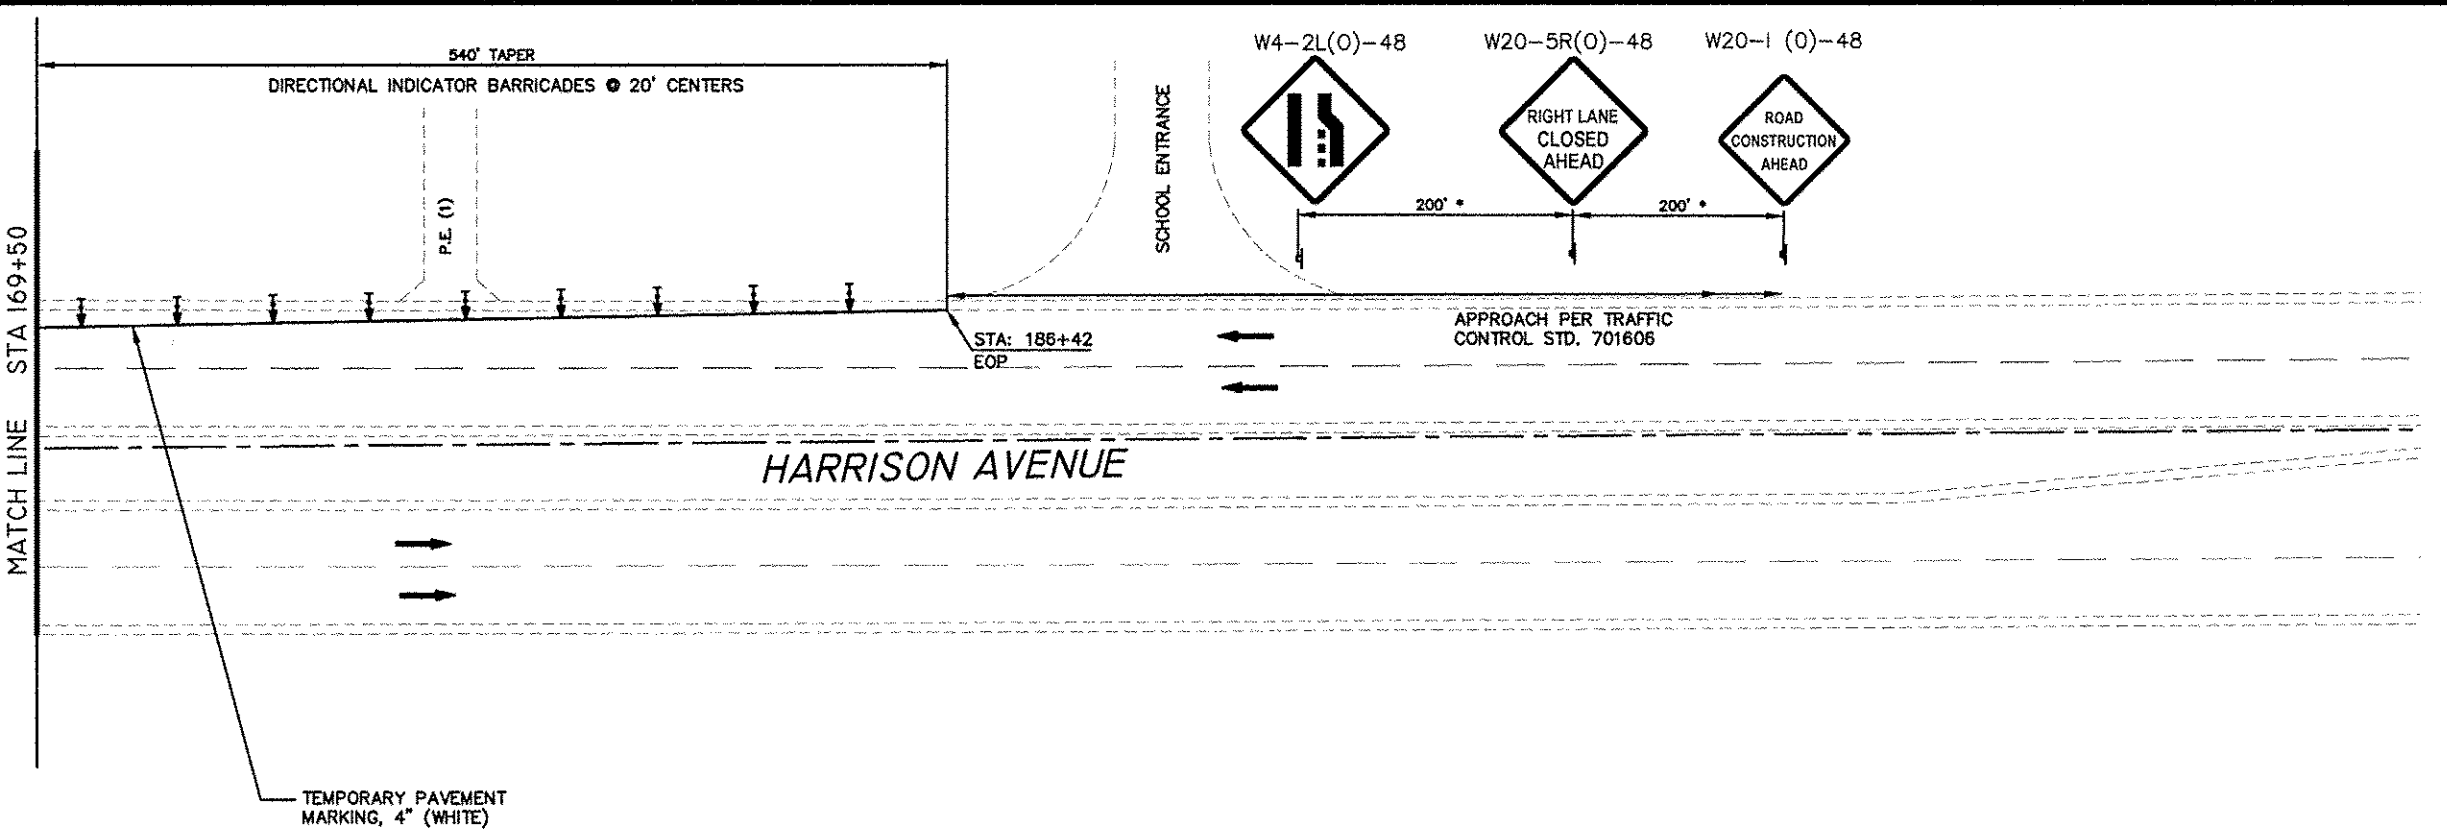 540' TAPER
DIRECTIONAL INDICATOR BARRICADES @ 20' CENTERS
W4-2L(O)-48
W20-5R(O)-48
W20-1 (O)-48
RIGHT LANE
CLOSED
AHEAD
ROAD
CONSTRUCTION
AHEAD
200' *
200' *
SCHOOL ENTRANCE
P.E. (1)
MATCH LINE STA 169+50
STA: 186+42
EOP
APPROACH PER TRAFFIC
CONTROL STD. 701606
HARRISON AVENUE
TEMPORARY PAVEMENT
MARKING, 4" (WHITE)